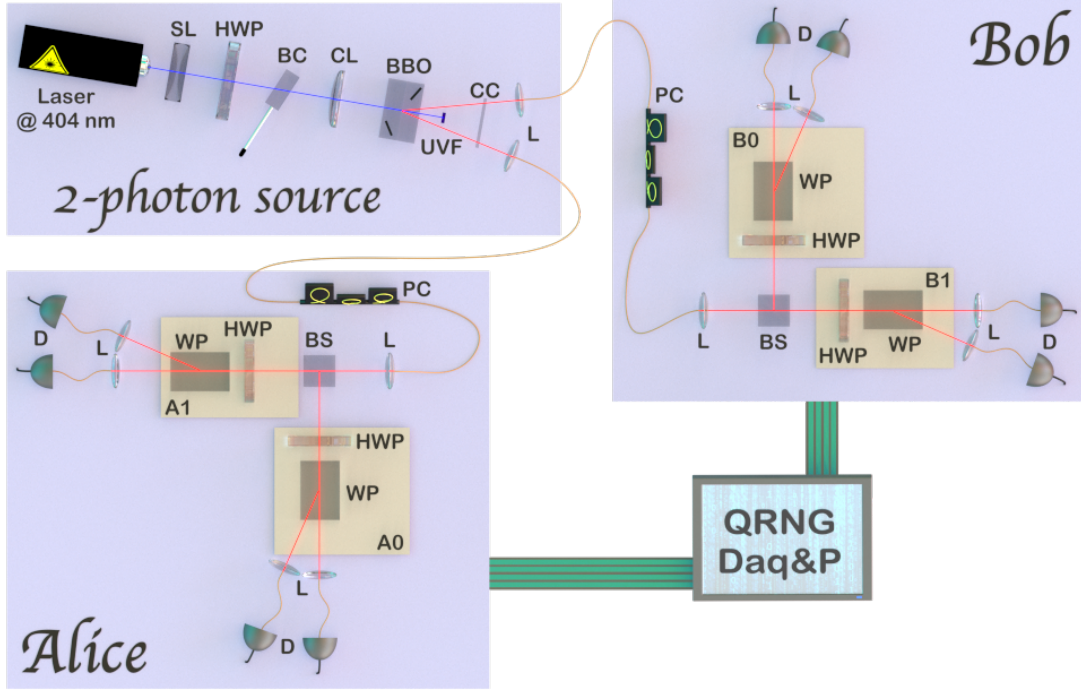 SL
HWP
BC
CL
BBO
CC
L
UVF
Laser
@ 404 nm
2-photon source
PC
D
Bob
L
B0
WP
HWP
B1
L
BS
HWP
WP
L
D
PC
D
L
WP
HWP
BS
L
A1
HWP
WP
A0
L
D
Alice
QRNG
Daq&P